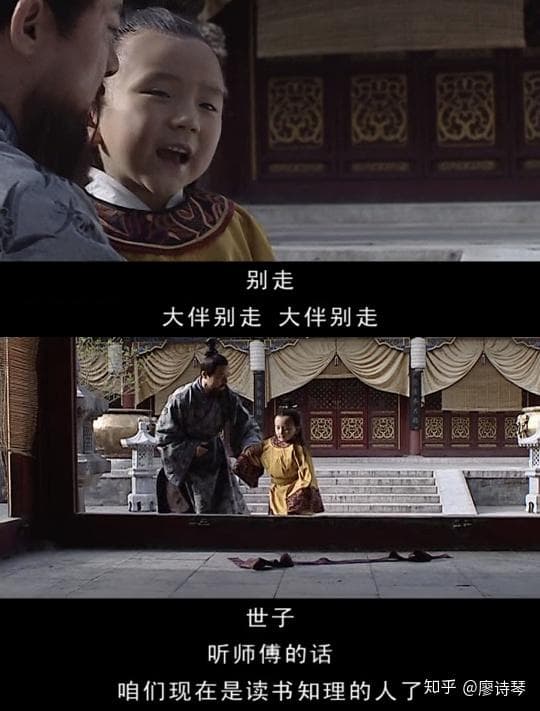 别走
大伴别走 大伴别走
世子
听师傅的话
咱们现在是读书知理的人了
知乎 @廖诗琴